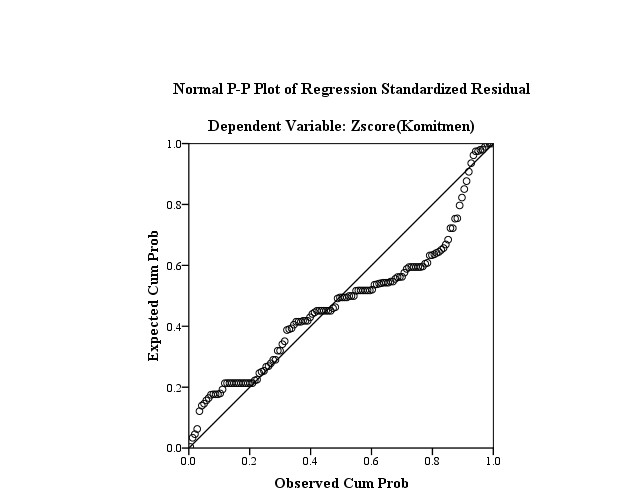 Normal P-P Plot of Regression Standardized Residual
Dependent Variable: Zscore(Komitmen)
1.0
0.8
0.6
0.4
0.2
0.0
Expected Cum Prob
0.0 0.2 0.4 0.6 0.8 1.0
Observed Cum Prob